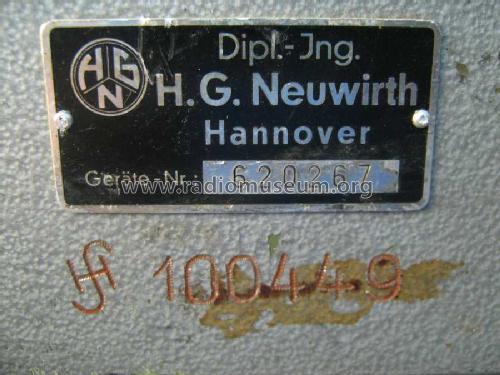 Dipl.-Jng.
HGN H.G. Neuwirth
Hannover
Geräte-Nr.: 620267
www.radiomuseum.org
100449